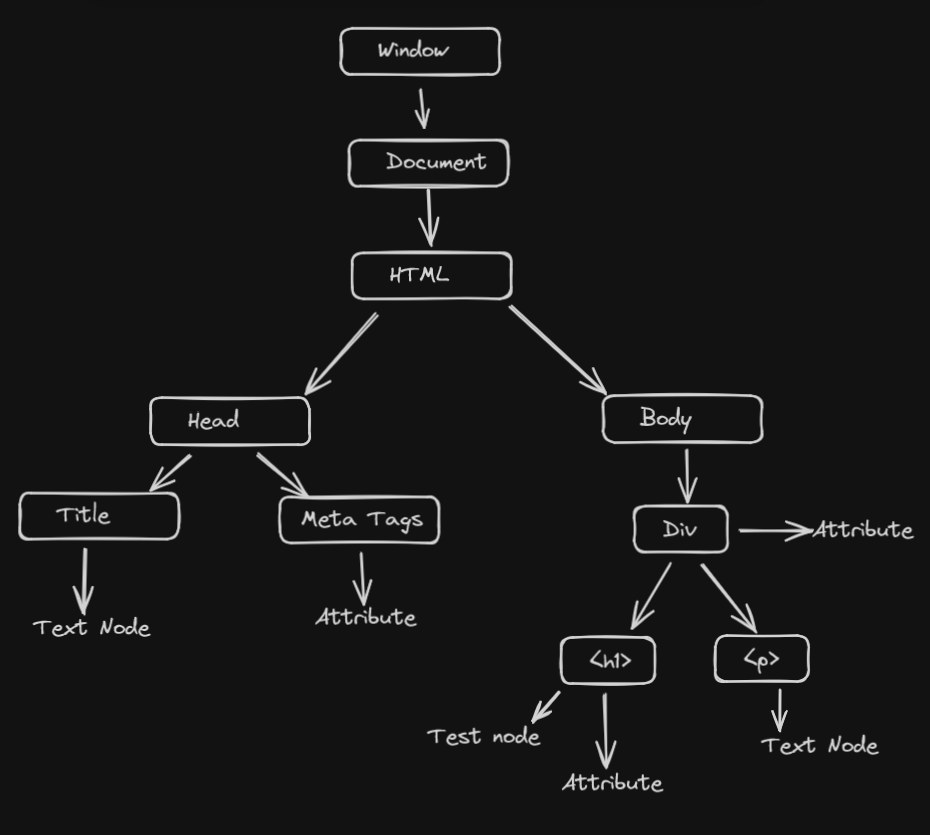 Window
Document
HTML
Head
Body
Title
Meta Tags
Div
Attribute
Text Node
Attribute
<h1>
<p>
Test node
Text Node
Attribute